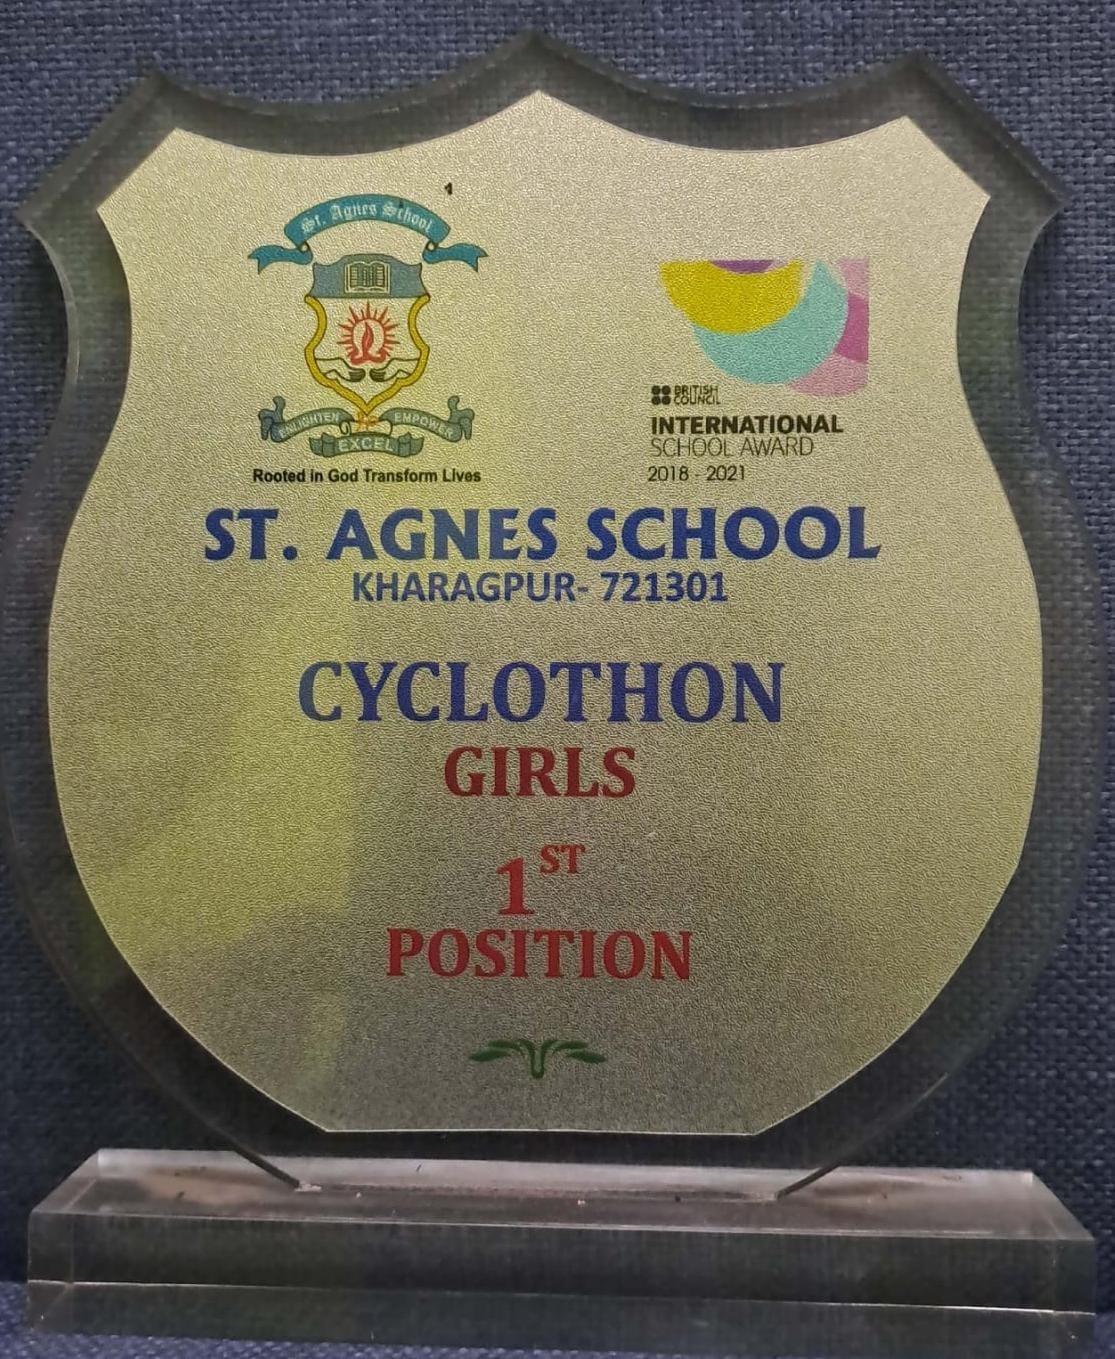 St. Agnes School
ENLIGHTEN EMPOWER
EXCEL
Rooted in God Transform Lives
BRITISH
COUNCIL
INTERNATIONAL
SCHOOL AWARD
2018 - 2021
ST. AGNES SCHOOL
KHARAGPUR- 721301
CYCLOTHON
GIRLS
1ST
POSITION